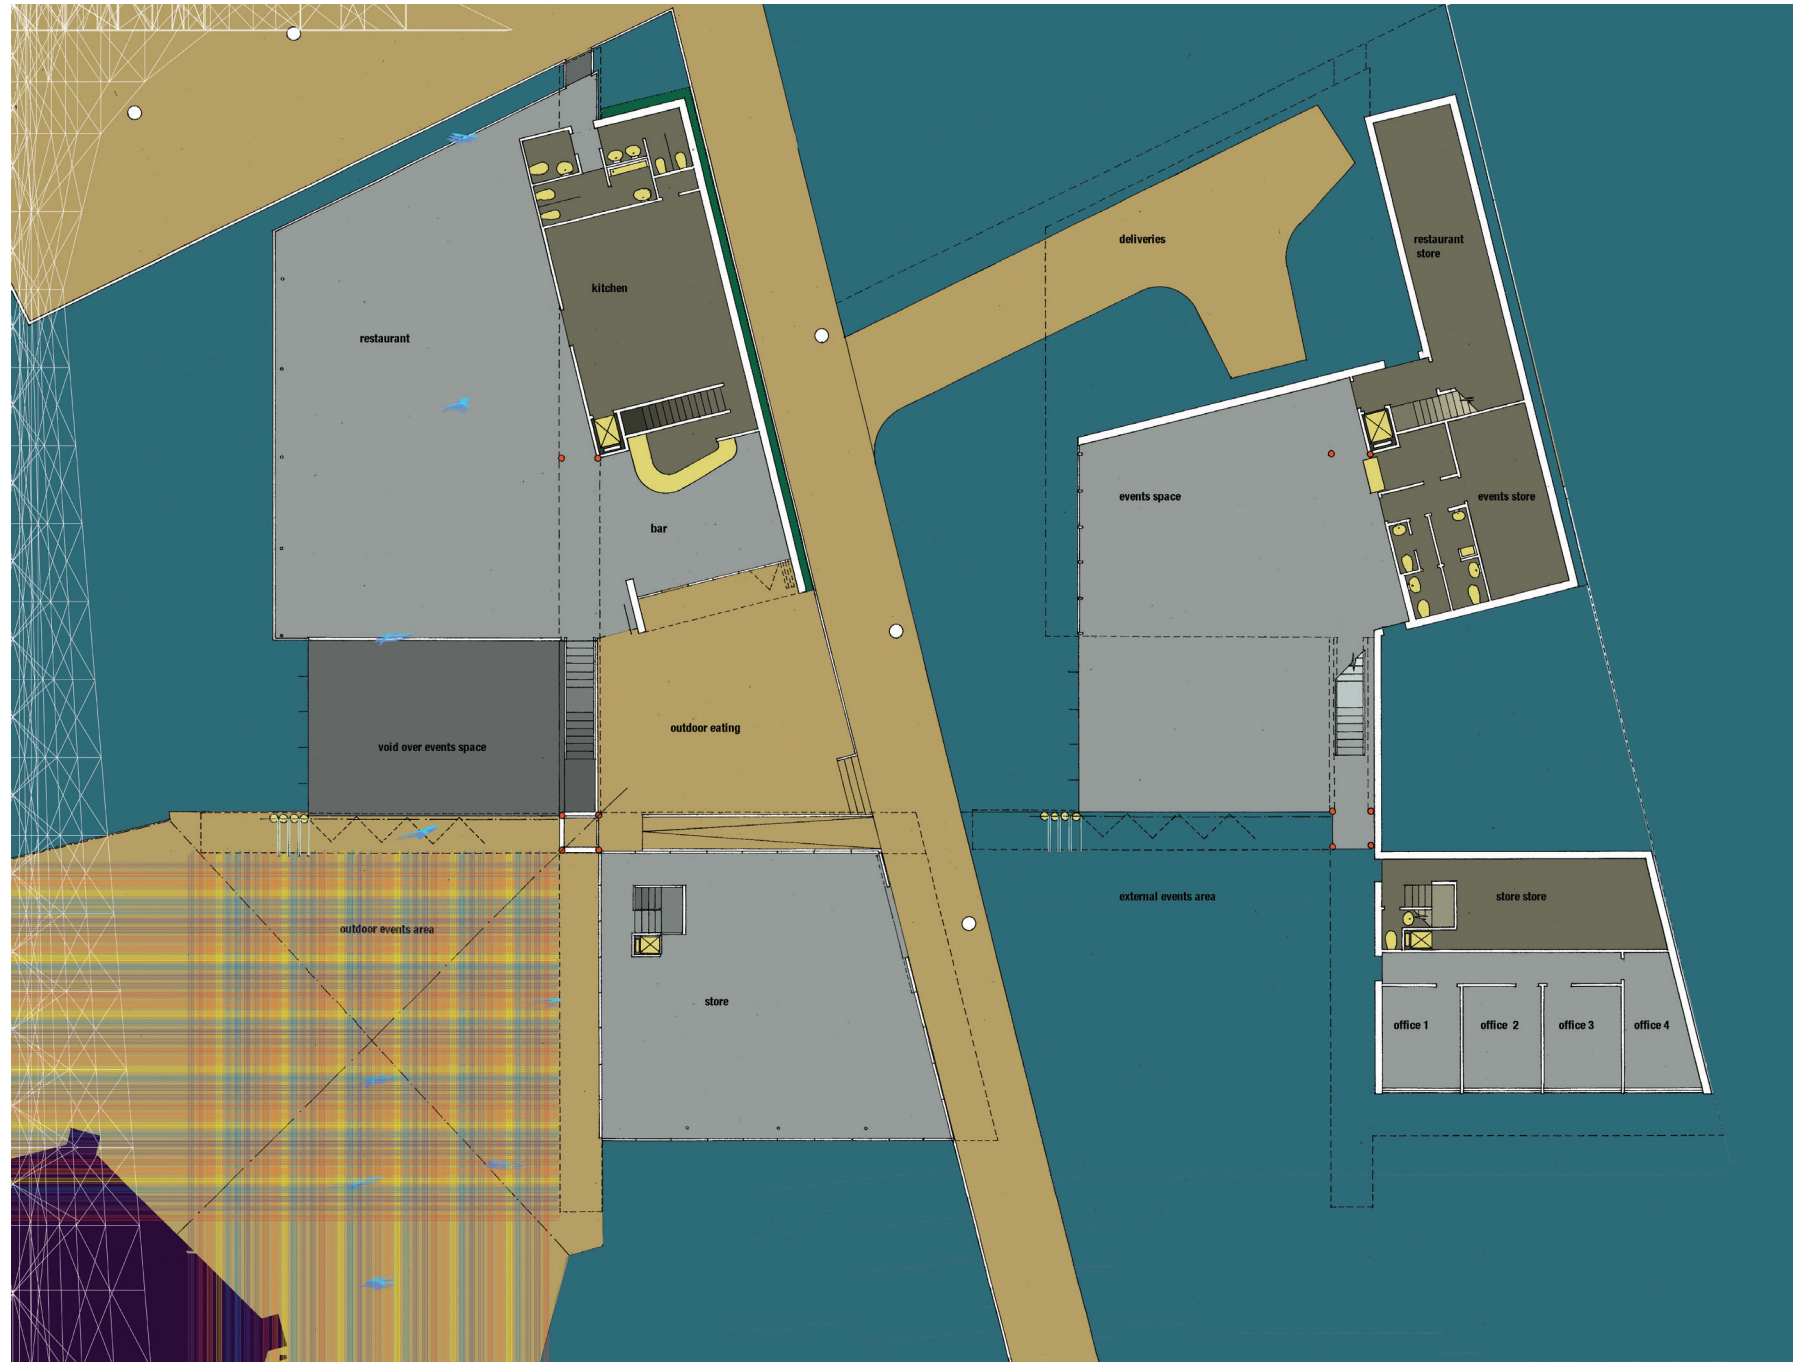 deliveries
restaurant
store
kitchen
restaurant
events space
events store
bar
outdoor eating
void over events space
external events area
store store
outdoor events area
store
office 1
office 2
office 3
office 4